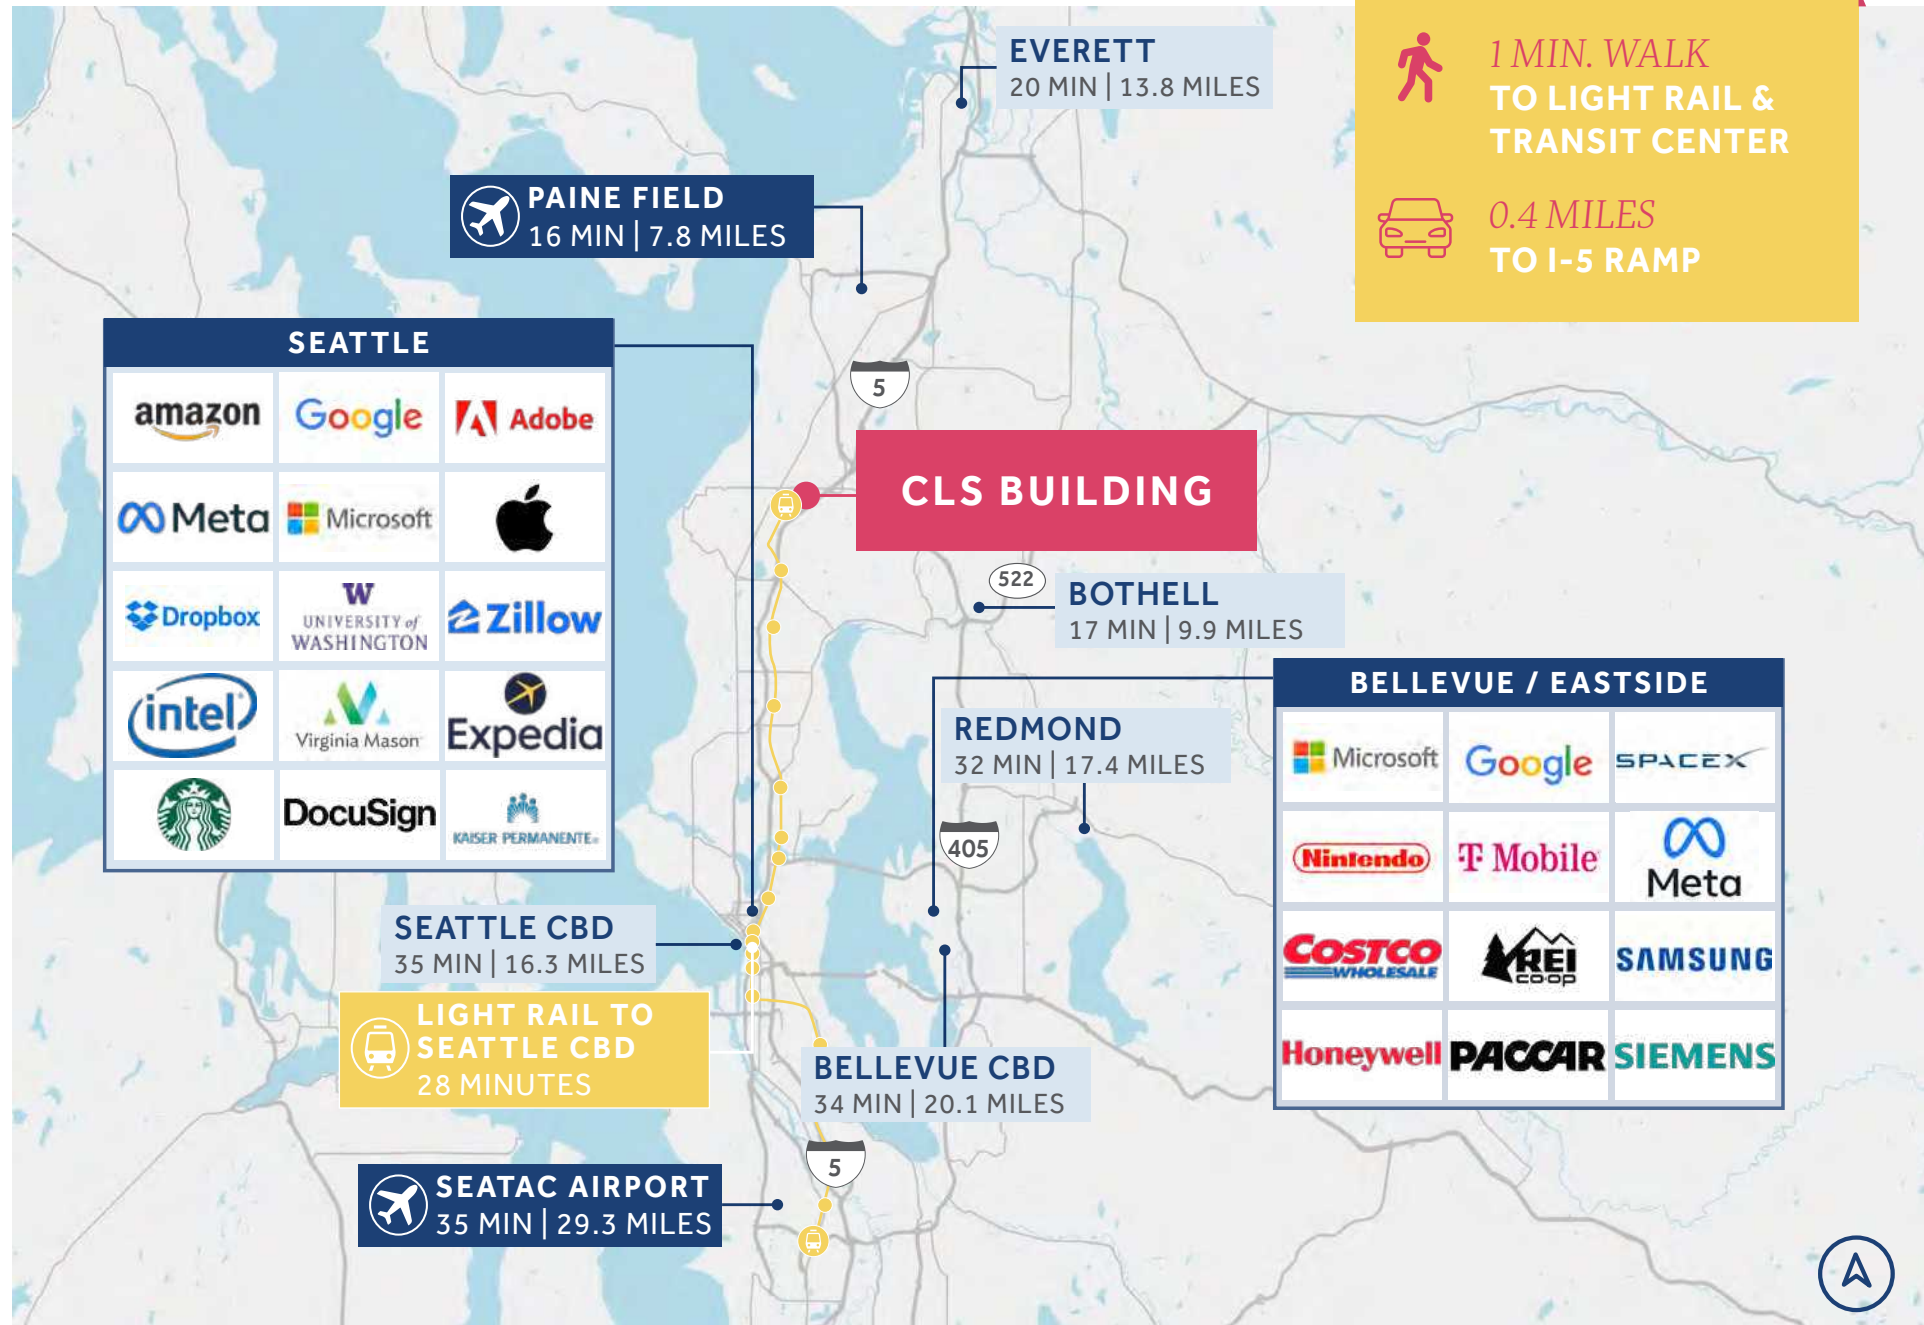 EVERETT
20 MIN | 13.8 MILES
1 MIN. WALK
TO LIGHT RAIL &
TRANSIT CENTER
0.4 MILES
TO I-5 RAMP
PAINE FIELD
16 MIN | 7.8 MILES
SEATTLE
amazon
Google
Adobe
Meta
Microsoft
Dropbox
W
UNIVERSITY of
WASHINGTON
Zillow
intel
Virginia Mason
Expedia
DocuSign
KAISER PERMANENTE®
5
CLS BUILDING
522
BOTHELL
17 MIN | 9.9 MILES
REDMOND
32 MIN | 17.4 MILES
405
BELLEVUE / EASTSIDE
Microsoft
Google
SPACEX
Nintendo
T Mobile
Meta
COSTCO
WHOLESALE
REI
CO·OP
SAMSUNG
Honeywell
PACCAR
SIEMENS
SEATTLE CBD
35 MIN | 16.3 MILES
LIGHT RAIL TO
SEATTLE CBD
28 MINUTES
BELLEVUE CBD
34 MIN | 20.1 MILES
5
SEATAC AIRPORT
35 MIN | 29.3 MILES